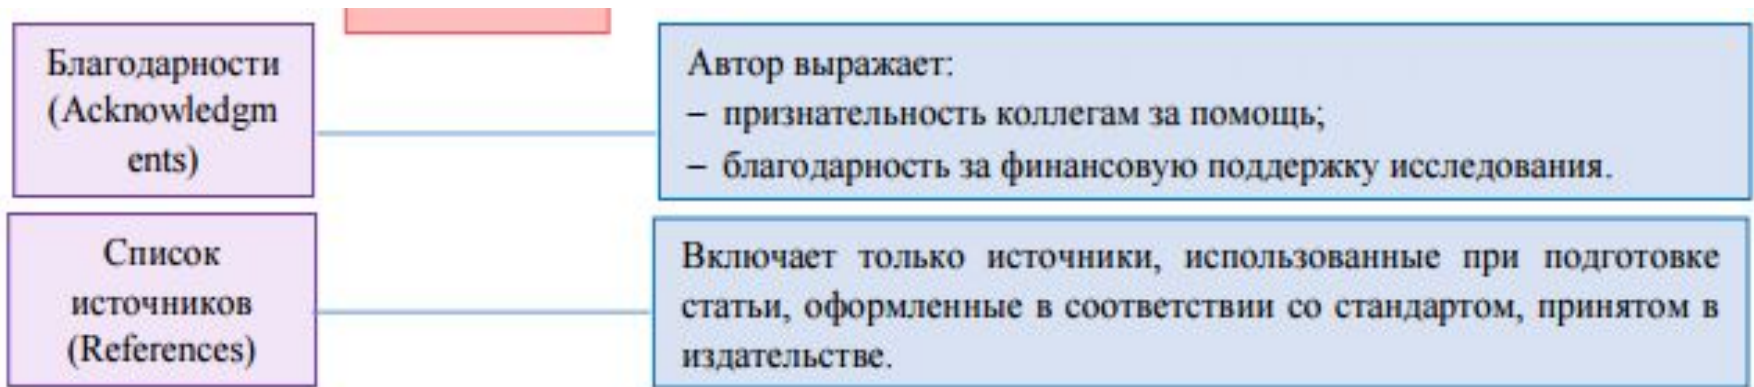 Благодарности
(Acknowledgm
ents)
Автор выражает:
– признательность коллегам за помощь;
– благодарность за финансовую поддержку исследования.
Список
источников
(References)
Включает только источники, использованные при подготовке
статьи, оформленные в соответствии со стандартом, принятом в
издательстве.